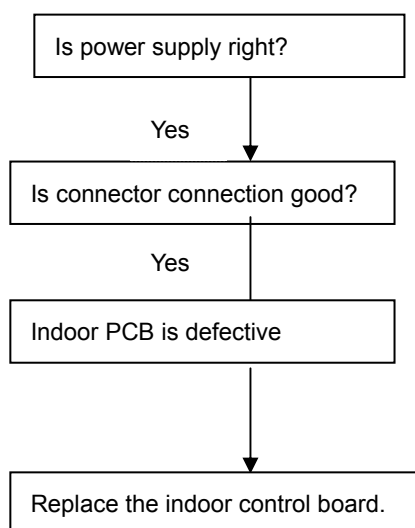 Is power supply right?
Yes
Is connector connection good?
Yes
Indoor PCB is defective
Replace the indoor control board.